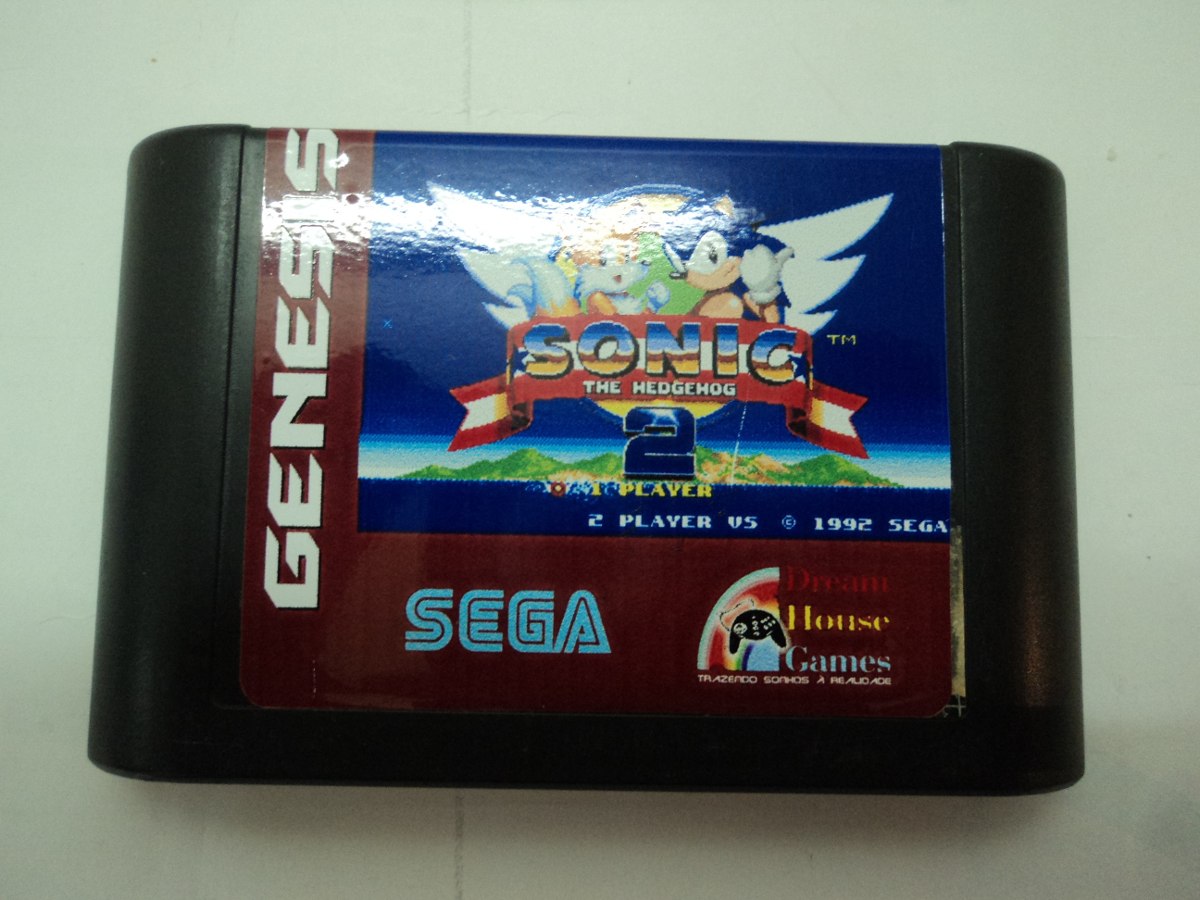 GENESIS
SONIC
TM
THE HEDGEHOG
2
1 PLAYER
2 PLAYER VS © 1992 SEGA
SEGA
Dream
House
Games
TRAZENDO SONHOS À REALIDADE